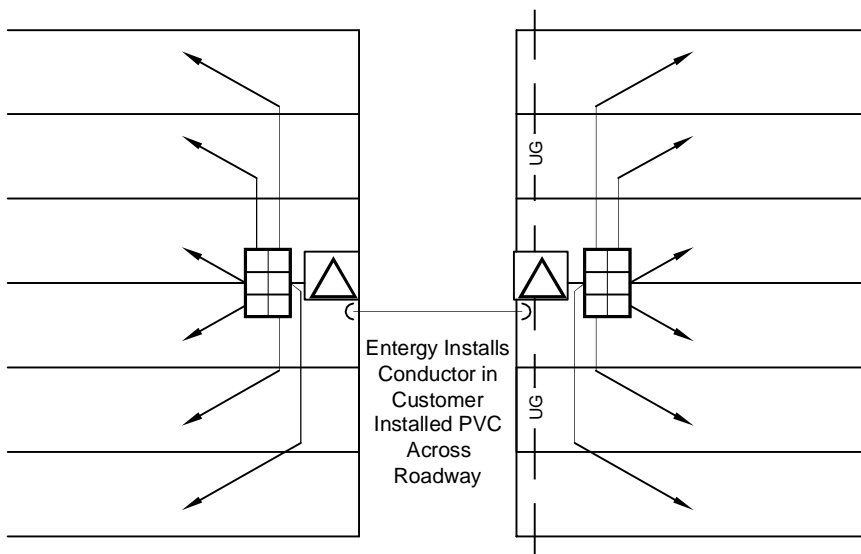 UG
Entergy Installs
Conductor in
Customer
Installed PVC
Across
Roadway
UG